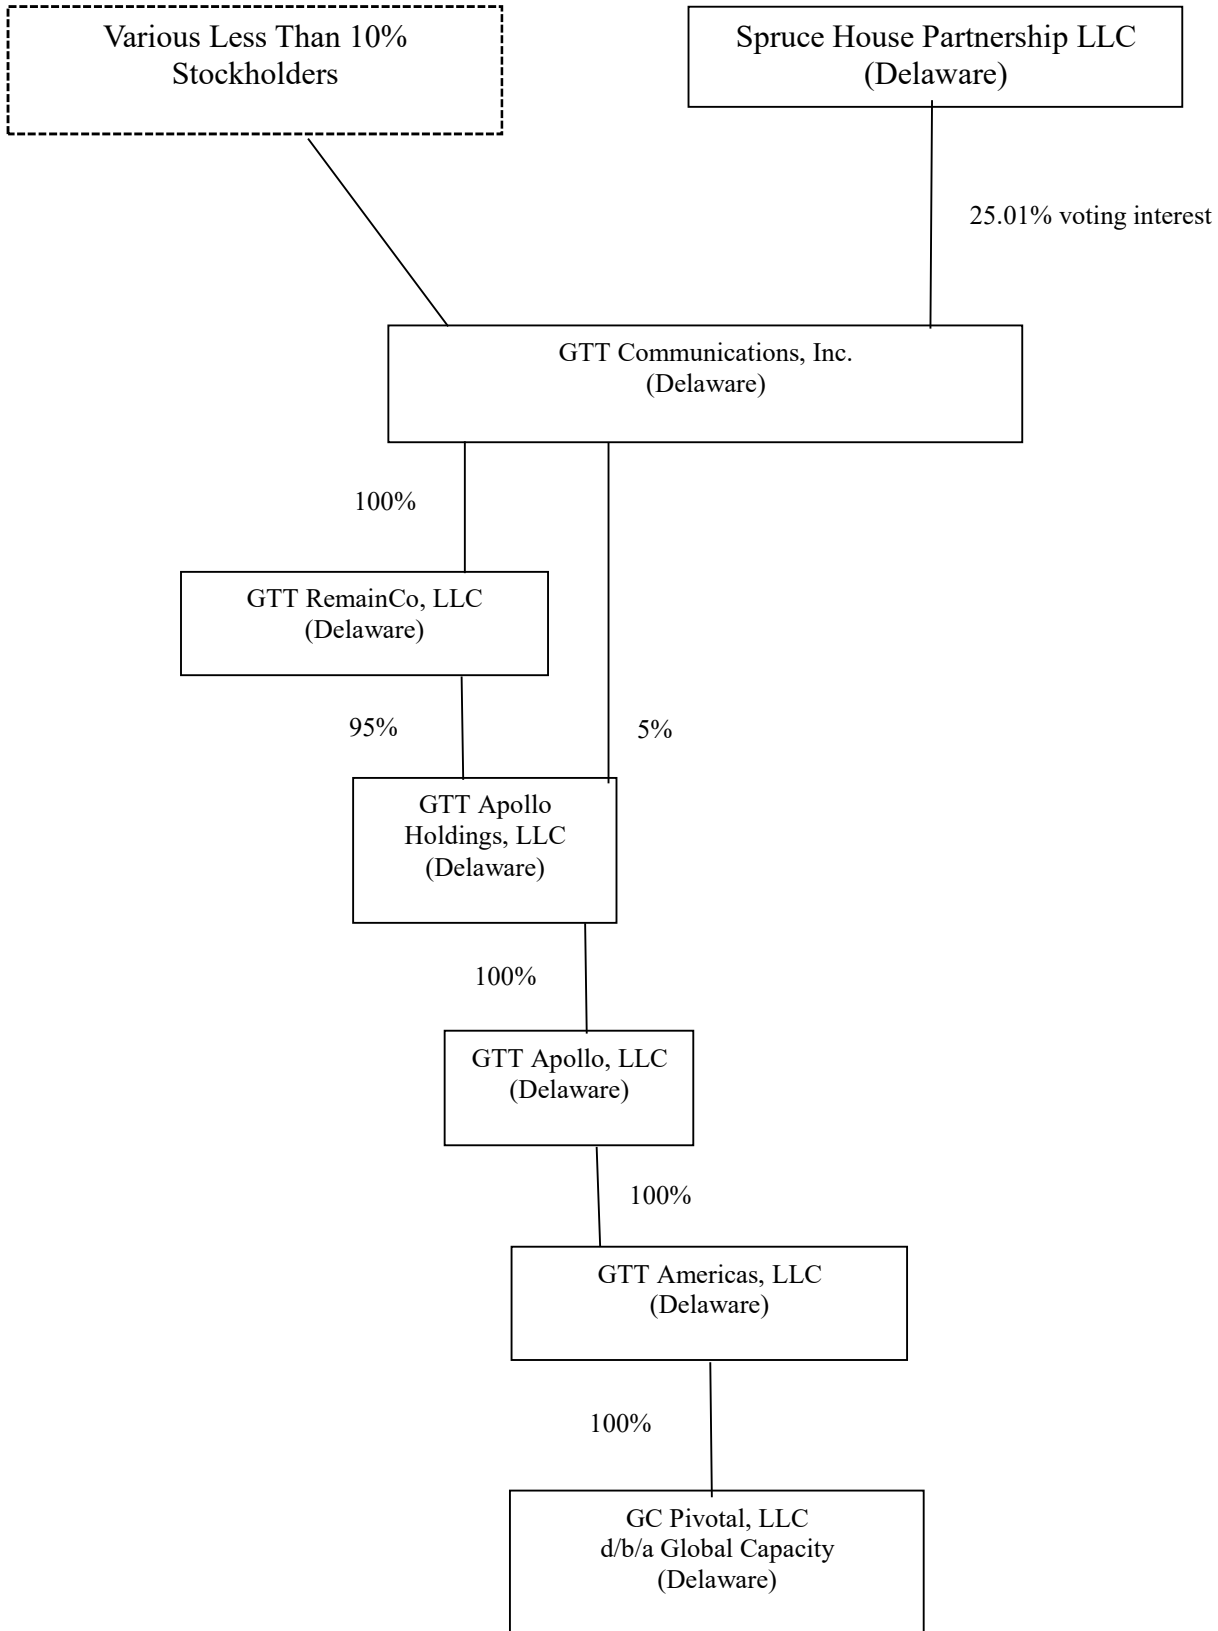 Various Less Than 10%
Stockholders
Spruce House Partnership LLC
(Delaware)
25.01% voting interest
GTT Communications, Inc.
(Delaware)
100%
GTT RemainCo, LLC
(Delaware)
95%
5%
GTT Apollo
Holdings, LLC
(Delaware)
100%
GTT Apollo, LLC
(Delaware)
100%
GTT Americas, LLC
(Delaware)
100%
GC Pivotal, LLC
d/b/a Global Capacity
(Delaware)